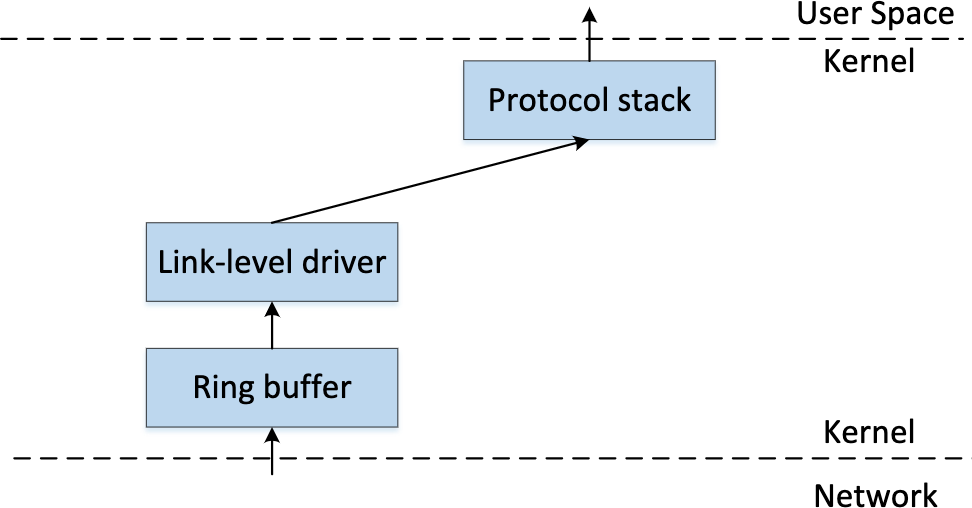 User Space
Kernel
Protocol stack
Link-level driver
Ring buffer
Kernel
Network